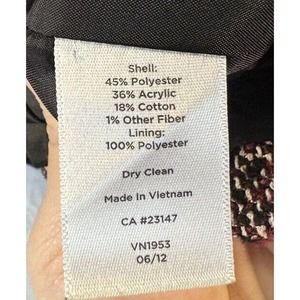 Shell:
45% Polyester
36% Acrylic
18% Cotton
1% Other Fiber
Lining:
100% Polyester
Dry Clean
Made in Vietnam
CA #23147
VN1953
06/12